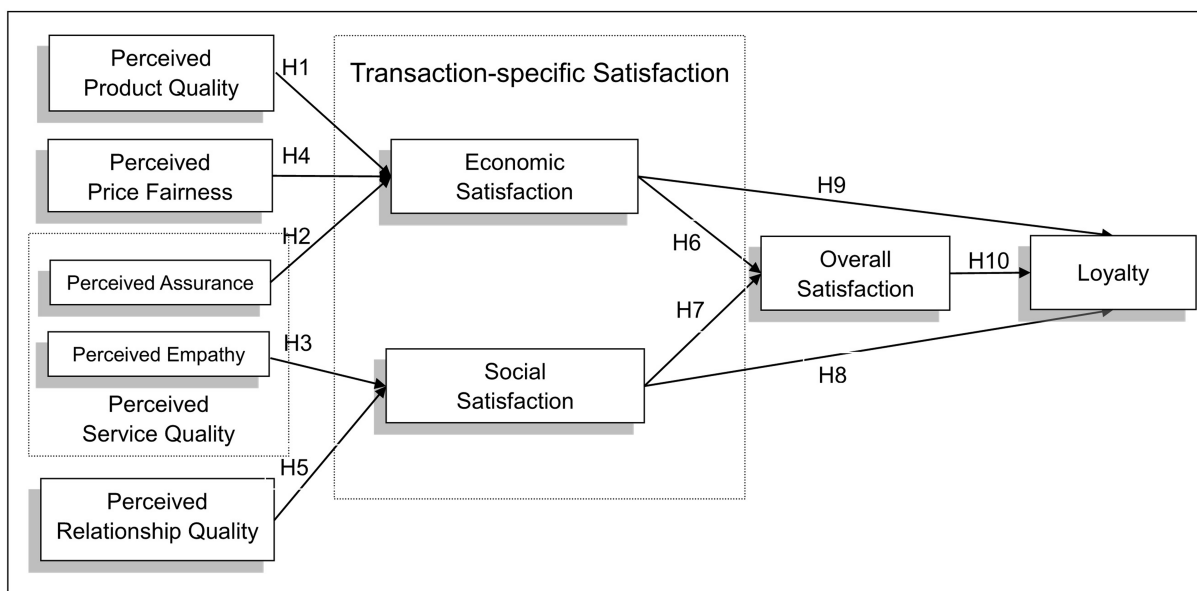 Perceived
Product Quality
H1
Transaction-specific Satisfaction
Perceived
Price Fairness
H4
Economic
Satisfaction
H9
H2
Perceived Assurance
H6
Overall
Satisfaction
H10
Loyalty
H7
Perceived Empathy
H3
Social
Satisfaction
H8
Perceived
Service Quality
H5
Perceived
Relationship Quality